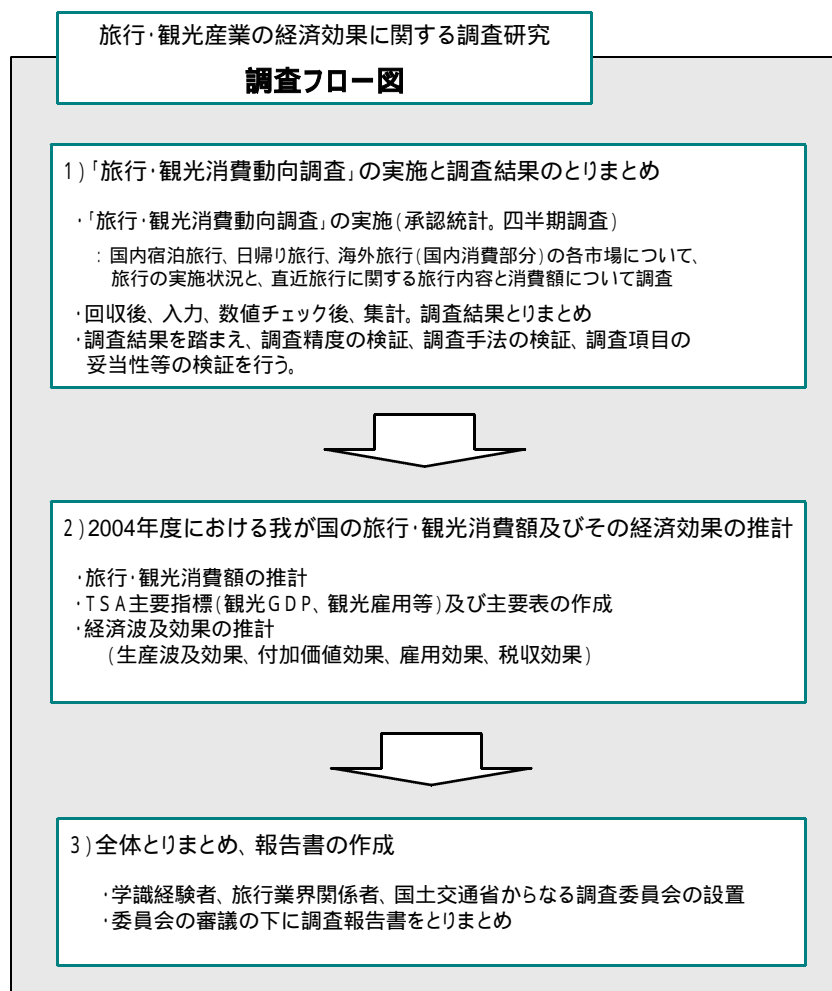 旅行・観光産業の経済効果に関する調査研究
調査フロー図
1)「旅行・観光消費動向調査」の実施と調査結果のとりまとめ
・「旅行・観光消費動向調査」の実施(承認統計。四半期調査)
:国内宿泊旅行、日帰り旅行、海外旅行(国内消費部分)の各市場について、
旅行の実施状況と、直近旅行に関する旅行内容と消費額について調査
・回収後、入力、数値チェック後、集計。調査結果とりまとめ
・調査結果を踏まえ、調査精度の検証、調査手法の検証、調査項目の
妥当性等の検証を行う。
2)2004年度における我が国の旅行・観光消費額及びその経済効果の推計
・旅行・観光消費額の推計
・TSA主要指標(観光GDP、観光雇用等)及び主要表の作成
・経済波及効果の推計
(生産波及効果、付加価値効果、雇用効果、税収効果)
3)全体とりまとめ、報告書の作成
・学識経験者、旅行業界関係者、国土交通省からなる調査委員会の設置
・委員会の審議の下に調査報告書をとりまとめ